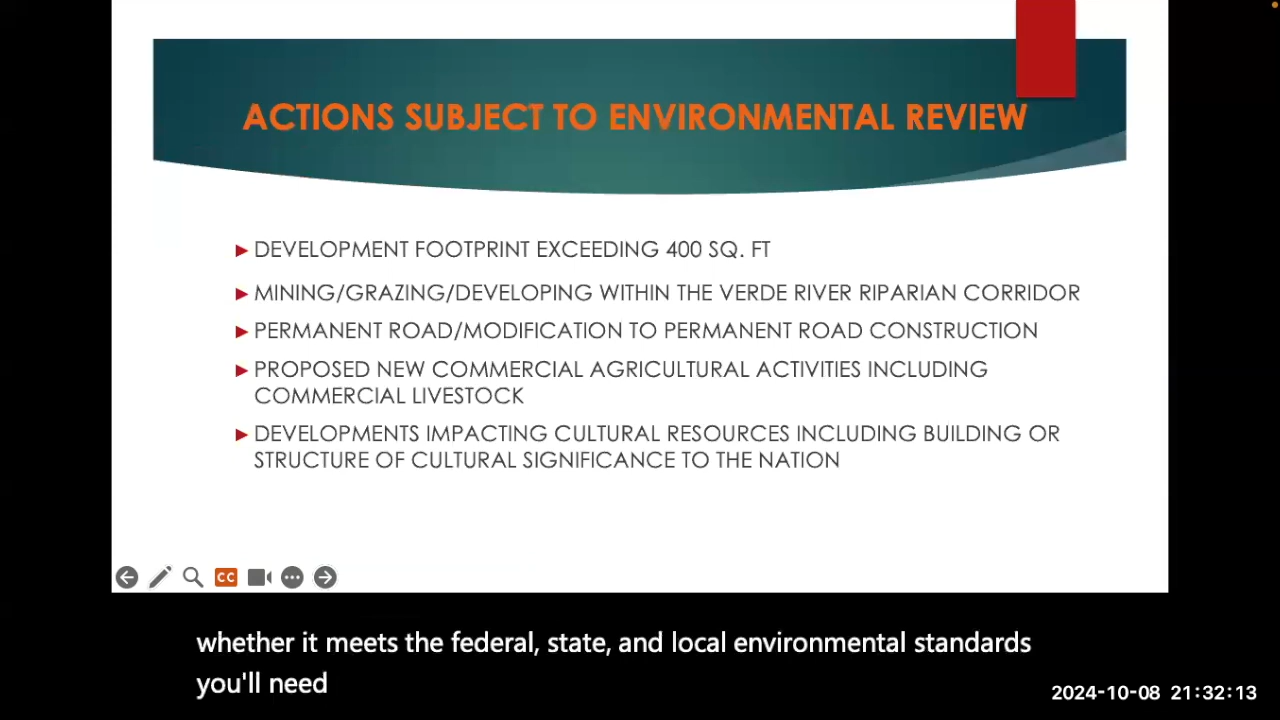 ACTIONS SUBJECT TO ENVIRONMENTAL REVIEW
DEVELOPMENT FOOTPRINT EXCEEDING 400 SQ. FT
MINING/GRAZING/DEVELOPING WITHIN THE VERDE RIVER RIPARIAN CORRIDOR
PERMANENT ROAD/MODIFICATION TO PERMANENT ROAD CONSTRUCTION
PROPOSED NEW COMMERCIAL AGRICULTURAL ACTIVITIES INCLUDING
COMMERCIAL LIVESTOCK
DEVELOPMENTS IMPACTING CULTURAL RESOURCES INCLUDING BUILDING OR
STRUCTURE OF CULTURAL SIGNIFICANCE TO THE NATION
CC
whether it meets the federal, state, and local environmental standards
you'll need
2024-10-08 21:32:13